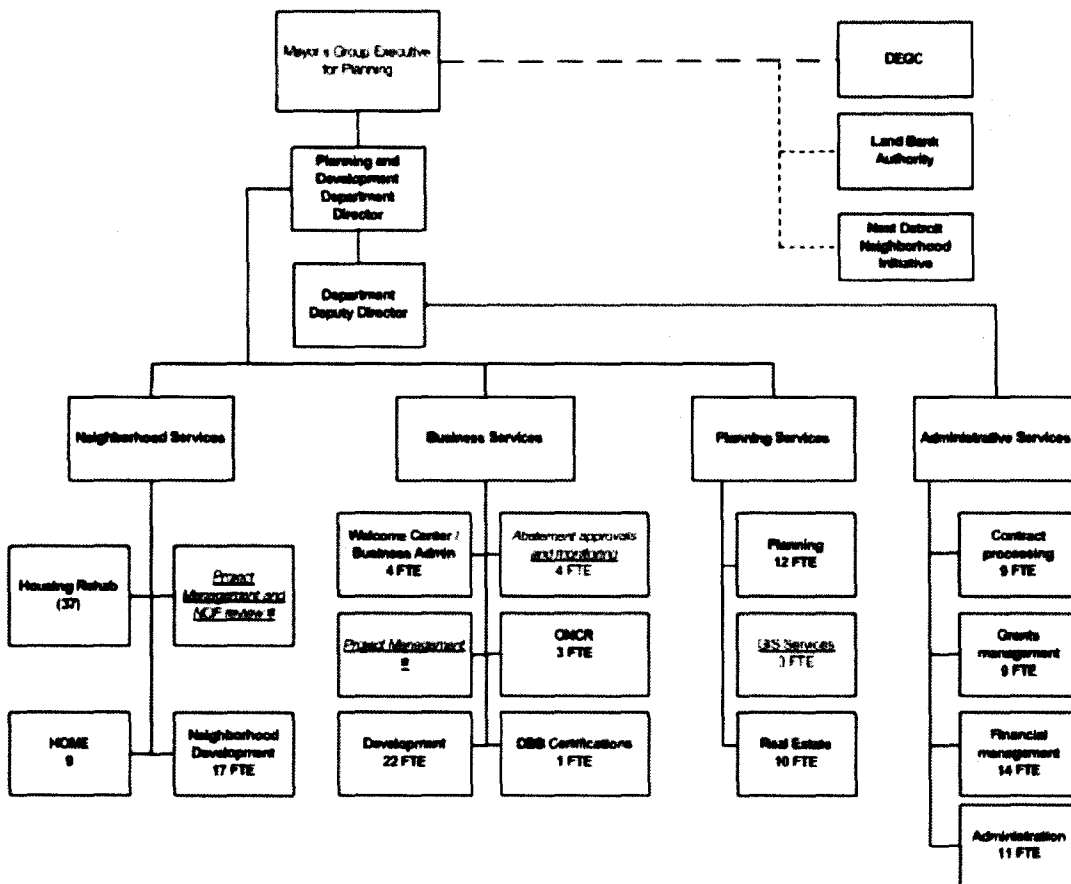 Mayor s Group Executive
for Planning
DEGC
Land Bank
Authority
Planning and
Development
Department
Director
Next Detroit
Neighborhood
Initiative
Department
Deputy Director
Neighborhood Services
Business Services
Planning Services
Administrative Services
Housing Rehab
(37)
Project
Management and
NOF review #
HOME
9
Neighborhood
Development
17 FTE
Welcome Center /
Business Admin
4 FTE
Abatement approvals
and monitoring
4 FTE
Project Management
#
OMCR
3 FTE
Development
22 FTE
DBB Certifications
1 FTE
Planning
12 FTE
GIS Services
3 FTE
Real Estate
10 FTE
Contract
processing
9 FTE
Grants
management
9 FTE
Financial
management
14 FTE
Administration
11 FTE